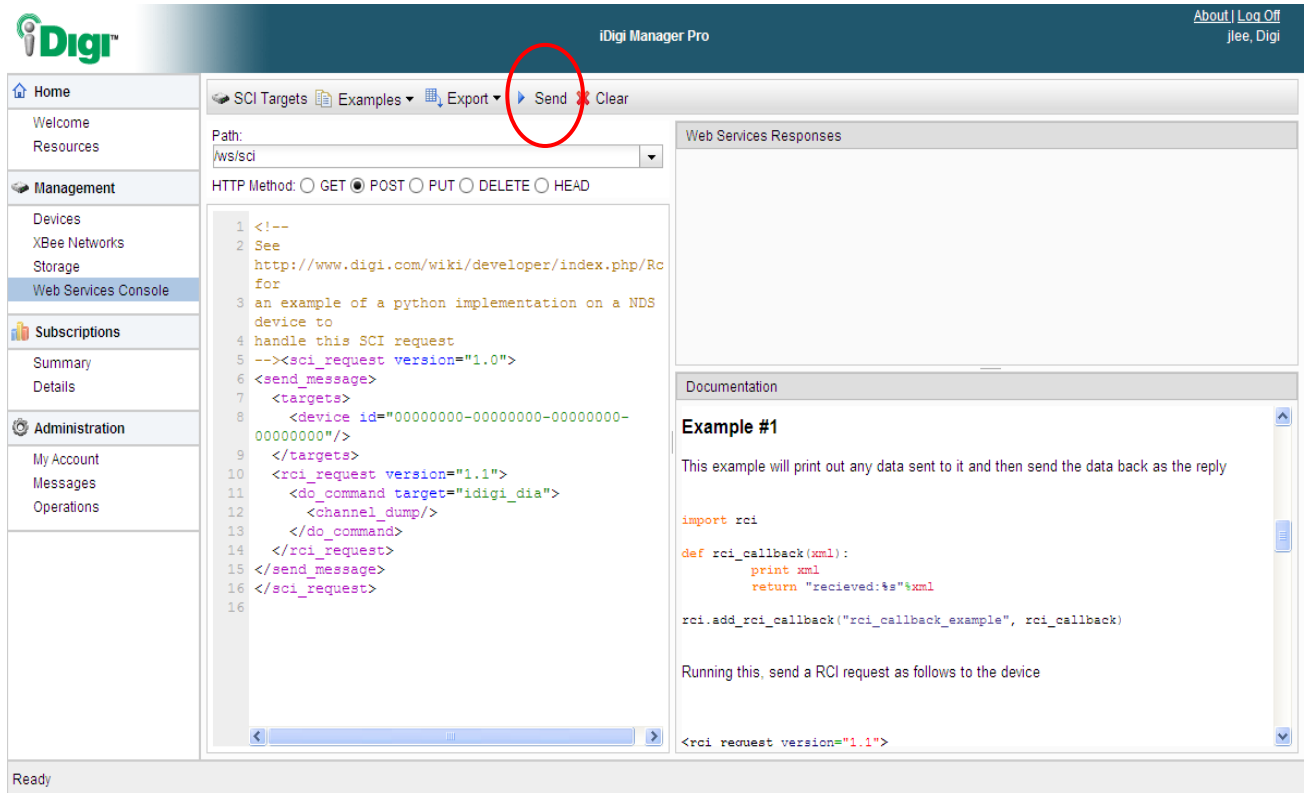 iDigi™
iDigi Manager Pro
About | Log Off
jlee, Digi
Home
Welcome
Resources
Management
Devices
XBee Networks
Storage
Web Services Console
Subscriptions
Summary
Details
Administration
My Account
Messages
Operations
SCI Targets Examples Export Send Clear
Path:
/ws/sci
HTTP Method: GET POST PUT DELETE HEAD
1 <!--
2 See
http://www.digi.com/wiki/developer/index.php/Rc
for
3 an example of a python implementation on a NDS
device to
4 handle this SCI request
5 --><sci_request version="1.0">
6 <send_message>
7 <targets>
8 <device id="00000000-00000000-00000000-
00000000"/>
9 </targets>
10 <rci_request version="1.1">
11 <do_command target="idigi_dia">
12 <channel_dump/>
13 </do_command>
14 </rci_request>
15 </send_message>
16 </sci_request>
16
Web Services Responses
Documentation
Example #1
This example will print out any data sent to it and then send the data back as the reply
import rci
def rci_callback(xml):
print xml
return "recieved:%s"%xml
rci.add_rci_callback("rci_callback_example", rci_callback)
Running this, send a RCI request as follows to the device
<rci_request version="1.1">
Ready